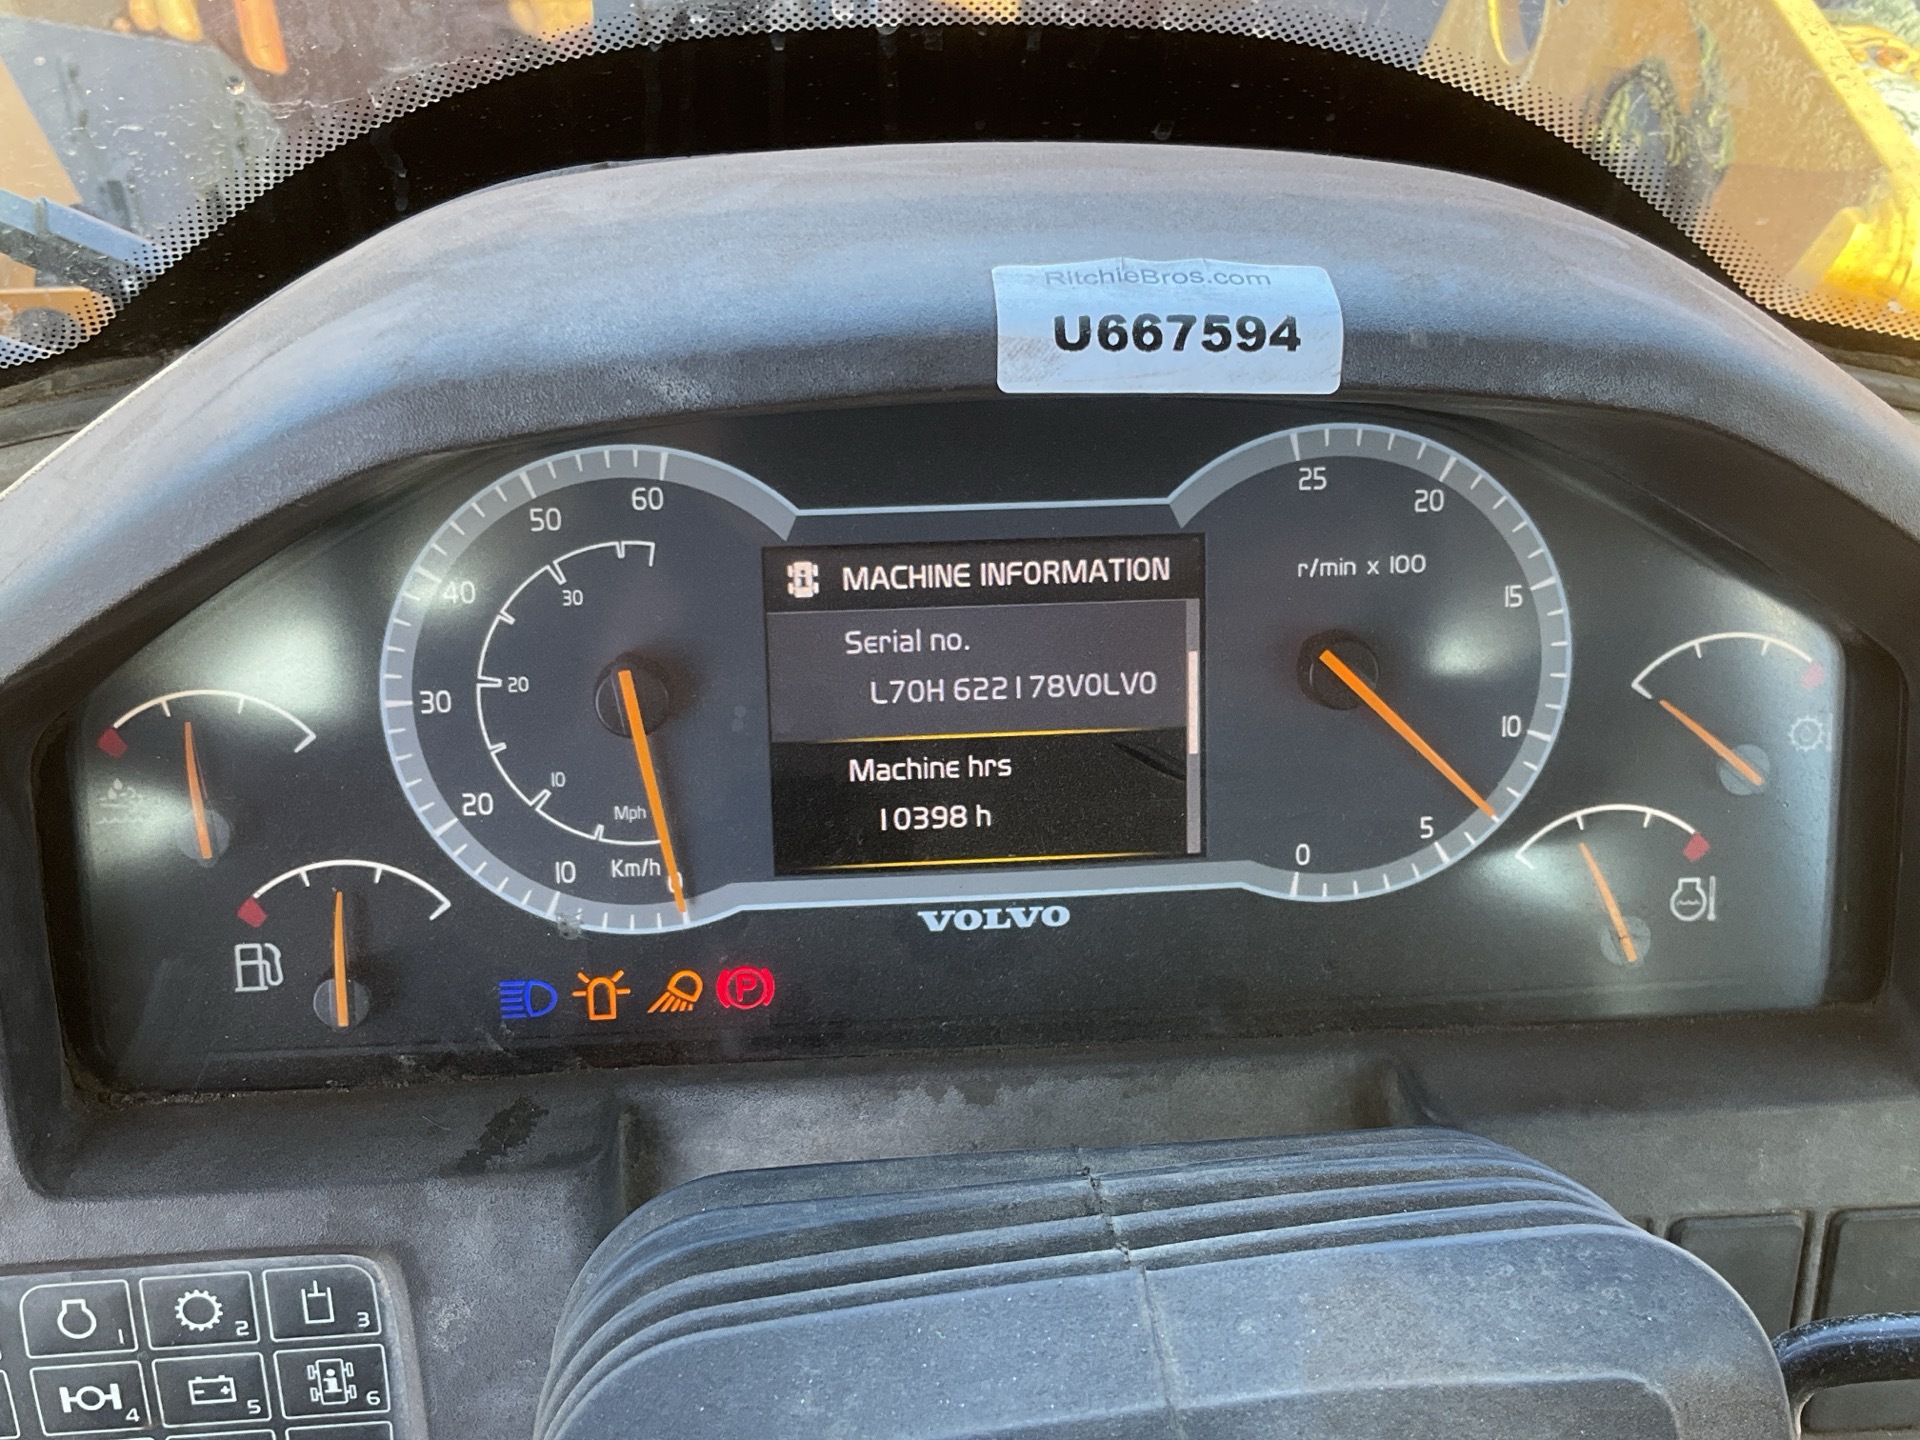 RitchieBros.com
U667594
60
50
40
30
20
10
0
30
20
10
Mph
Km/h
MACHINE INFORMATION
Serial no.
L70H 622178VOLVO
Machine hrs
10398 h
25
20
15
10
5
0
r/min x 100
VOLVO
P
1
2
3
4
5
6